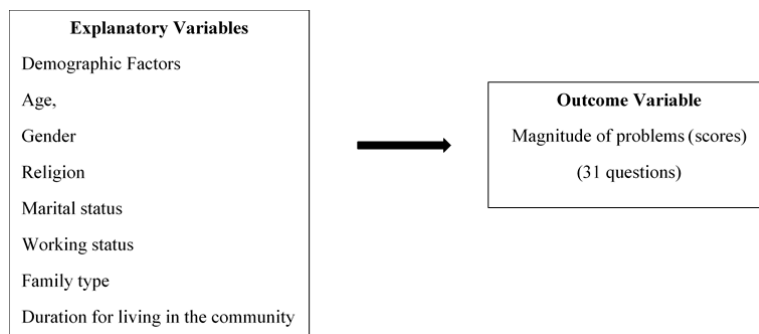 Explanatory Variables
Demographic Factors
Age,
Gender
Religion
Marital status
Working status
Family type
Duration for living in the community
Outcome Variable
Magnitude of problems (scores)
(31 questions)